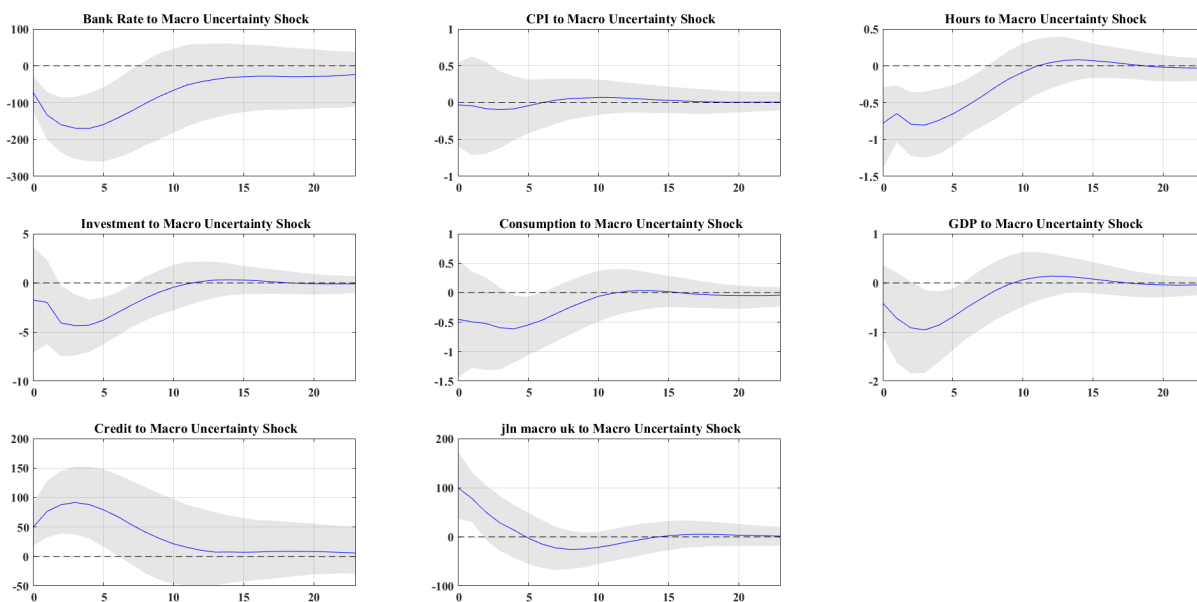 Bank Rate to Macro Uncertainty Shock
100
0
-100
-200
-300
0 5 10 15 20
CPI to Macro Uncertainty Shock
1
0.5
0
-0.5
-1
0 5 10 15 20
Hours to Macro Uncertainty Shock
0.5
0
-0.5
-1
-1.5
0 5 10 15 20
Investment to Macro Uncertainty Shock
5
0
-5
-10
0 5 10 15 20
Consumption to Macro Uncertainty Shock
1
0.5
0
-0.5
-1
-1.5
0 5 10 15 20
GDP to Macro Uncertainty Shock
1
0
-1
-2
0 5 10 15 20
Credit to Macro Uncertainty Shock
200
150
100
50
0
-50
0 5 10 15 20
jln macro uk to Macro Uncertainty Shock
200
100
0
-100
0 5 10 15 20